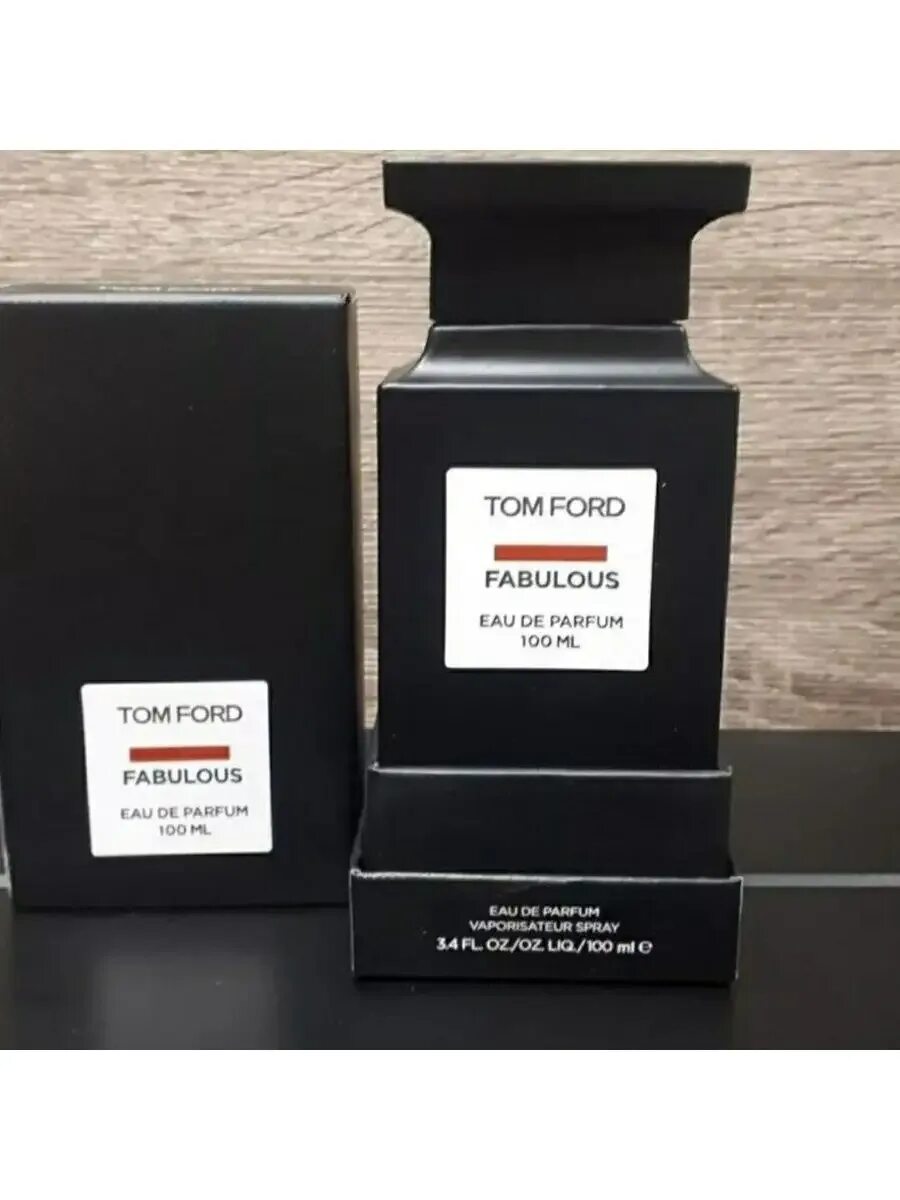 TOM FORD
FABULOUS
EAU DE PARFUM
100 ML
TOM FORD
FABULOUS
EAU DE PARFUM
100 ML
EAU DE PARFUM
VAPORISATEUR SPRAY
3.4 FL. OZ./OZ. LIQ./100 ml ℮